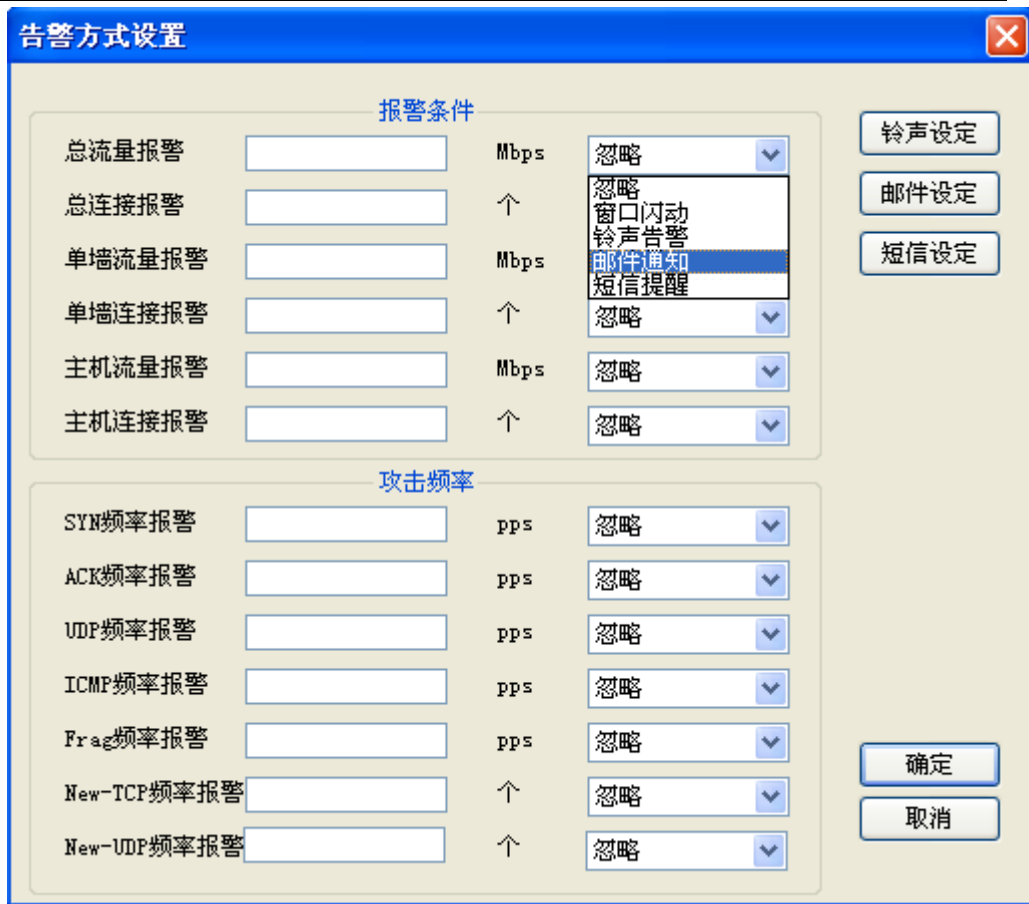 告警方式设置
报警条件
总流量报警 Mbps 忽略
忽略
窗口闪动
铃声告警
邮件通知
短信提醒
总连接报警 个
单墙流量报警 Mbps
单墙连接报警 个 忽略
主机流量报警 Mbps 忽略
主机连接报警 个 忽略
攻击频率
SYN频率报警 pps 忽略
ACK频率报警 pps 忽略
UDP频率报警 pps 忽略
ICMP频率报警 pps 忽略
Frag频率报警 pps 忽略
New-TCP频率报警 个 忽略
New-UDP频率报警 个 忽略
铃声设定
邮件设定
短信设定
确定
取消